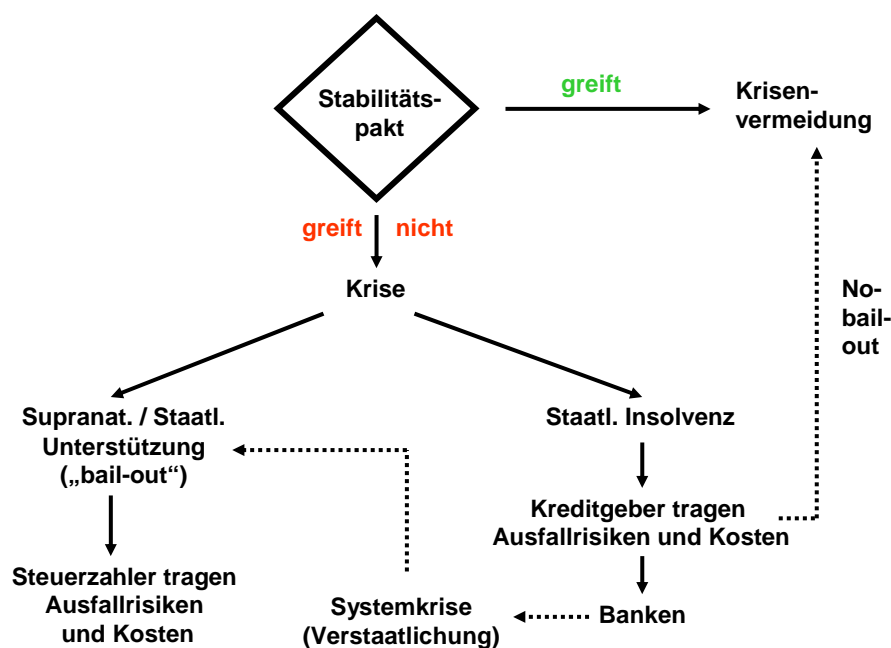 Stabilitäts-
pakt
greift
Krisen-
vermeidung
greift nicht
Krise
No-
bail-
out
Supranat. / Staatl.
Unterstützung
(„bail-out“)
Staatl. Insolvenz
Kreditgeber tragen
Ausfallrisiken und Kosten
Steuerzahler tragen
Ausfallrisiken
und Kosten
Systemkrise
(Verstaatlichung)
Banken